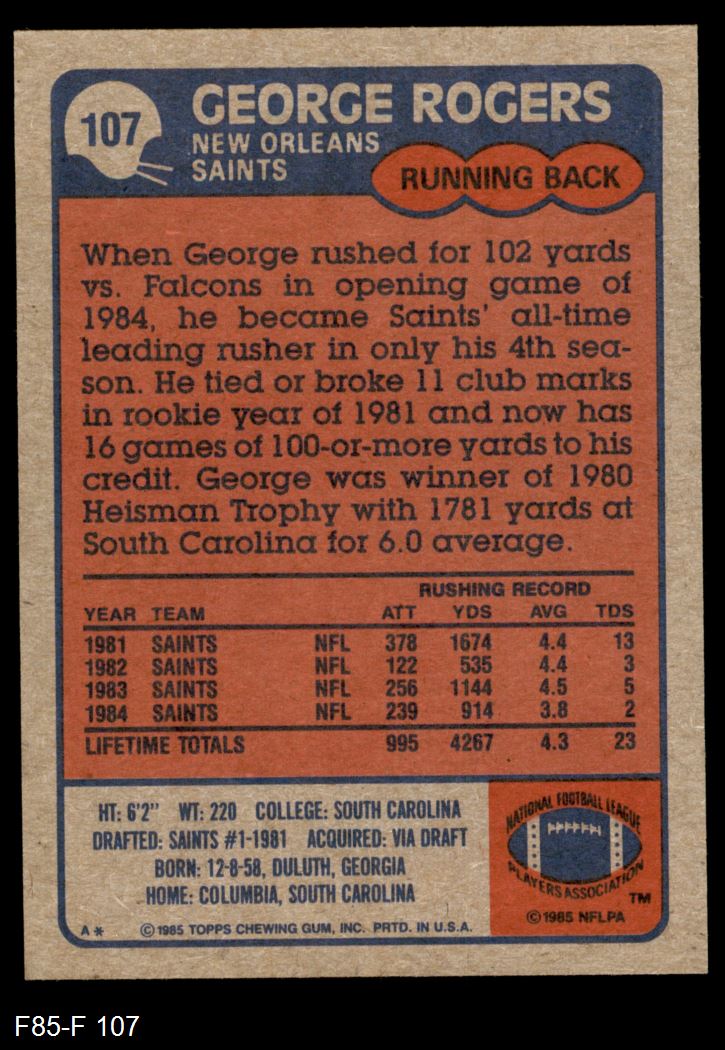 107
GEORGE ROGERS
NEW ORLEANS
SAINTS
RUNNING BACK
When George rushed for 102 yards
vs. Falcons in opening game of
1984, he became Saints' all-time
leading rusher in only his 4th sea-
son. He tied or broke 11 club marks
in rookie year of 1981 and now has
16 games of 100-or-more yards to his
credit. George was winner of 1980
Heisman Trophy with 1781 yards at
South Carolina for 6.0 average.
RUSHING RECORD
YEAR TEAM ATT YDS AVG TDS
1981 SAINTS NFL 378 1674 4.4 13
1982 SAINTS NFL 122 535 4.4 3
1983 SAINTS NFL 256 1144 4.5 5
1984 SAINTS NFL 239 914 3.8 2
LIFETIME TOTALS 995 4267 4.3 23
HT: 6'2" WT: 220 COLLEGE: SOUTH CAROLINA
DRAFTED: SAINTS #1-1981 ACQUIRED: VIA DRAFT
BORN: 12-8-58, DULUTH, GEORGIA
HOME: COLUMBIA, SOUTH CAROLINA
A* ©1985 TOPPS CHEWING GUM, INC. PRTD. IN U.S.A.
NATIONAL FOOTBALL LEAGUE
PLAYERS ASSOCIATION
TM
©1985 NFLPA
F85-F 107